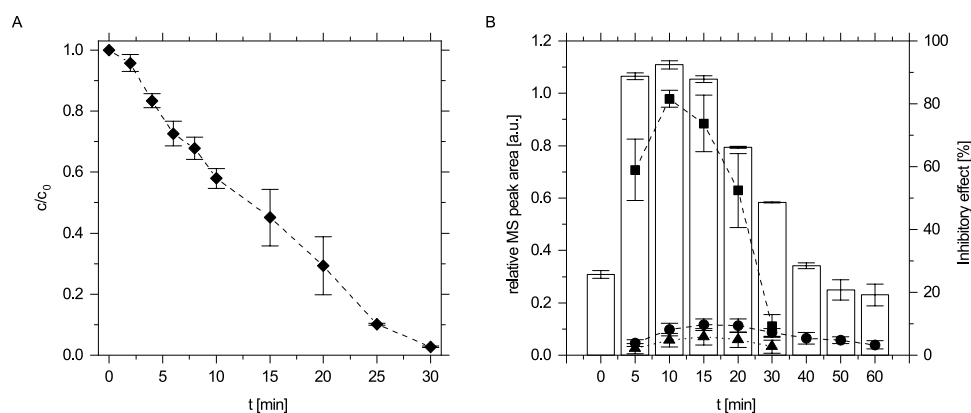 A
B
1.0
0.8
0.6
0.4
0.2
0.0
c/c0
0 5 10 15 20 25 30
t [min]
1.2
1.0
0.8
0.6
0.4
0.2
0.0
relative MS peak area [a.u.]
100
80
60
40
20
0
Inhibitory effect [%]
0 5 10 15 20 30 40 50 60
t [min]